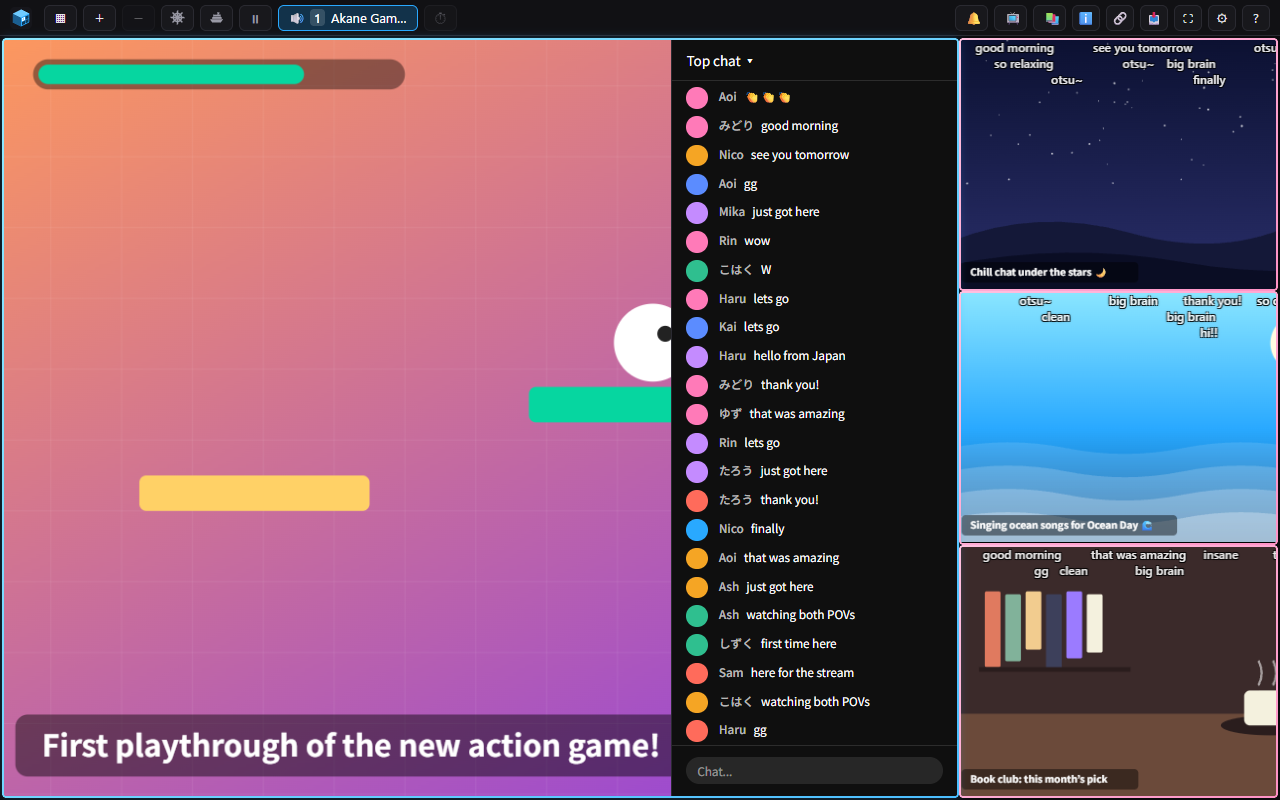 1 Akane Gam...
?
First playthrough of the new action game!
Top chat
Aoi 👏👏👏
みどり good morning
Nico see you tomorrow
Aoi gg
Mika just got here
Rin wow
こはく W
Haru lets go
Kai lets go
Haru hello from Japan
みどり thank you!
ゆず that was amazing
Rin lets go
たろう just got here
たろう thank you!
Nico finally
Aoi that was amazing
Ash just got here
Ash watching both POVs
しずく first time here
Sam here for the stream
こはく watching both POVs
Haru gg
Chat...
good morning see you tomorrow otsu
so relaxing otsu~ big brain
otsu~ finally
Chill chat under the stars 🌙
otsu~ big brain thank you! so
clean big brain
hi!!
Singing ocean songs for Ocean Day 🌊
good morning that was amazing insane
gg clean big brain
Book club: this month's pick